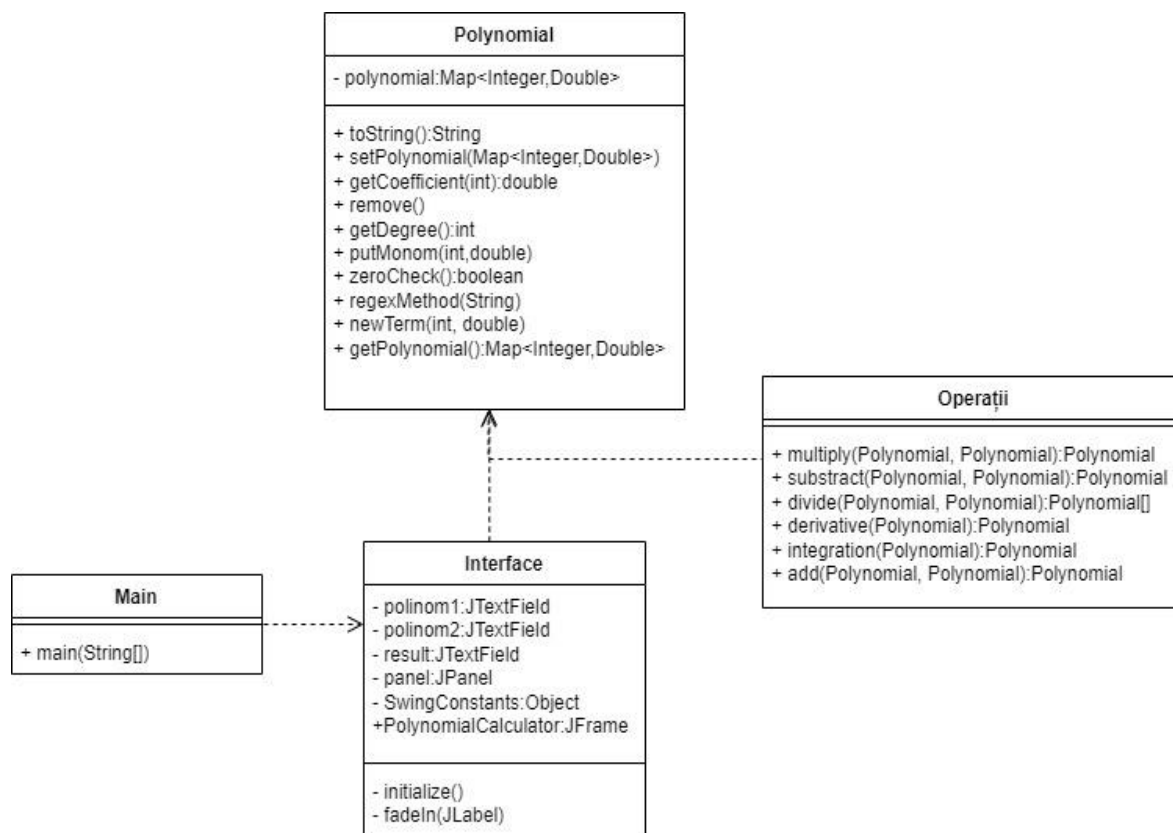 Polynomial
- polynomial:Map<Integer,Double>
+ toString():String
+ setPolynomial(Map<Integer,Double>)
+ getCoefficient(int):double
+ remove()
+ getDegree():int
+ putMonom(int,double)
+ zeroCheck():boolean
+ regexMethod(String)
+ newTerm(int, double)
+ getPolynomial():Map<Integer,Double>
Operații
+ multiply(Polynomial, Polynomial):Polynomial
+ substract(Polynomial, Polynomial):Polynomial
+ divide(Polynomial, Polynomial):Polynomial[]
+ derivative(Polynomial):Polynomial
+ integration(Polynomial):Polynomial
+ add(Polynomial, Polynomial):Polynomial
Main
+ main(String[])
Interface
- polinom1:JTextField
- polinom2:JTextField
- result:JTextField
- panel:JPanel
- SwingConstants:Object
+PolynomialCalculator:JFrame
- initialize()
- fadeIn(JLabel)